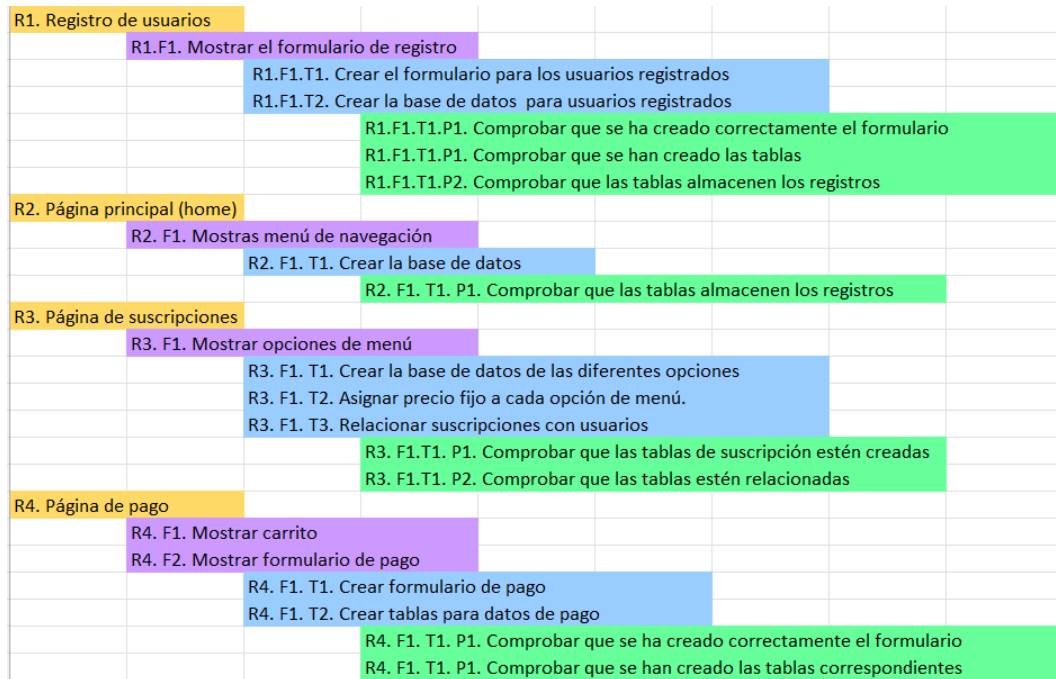 R1. Registro de usuarios
R1.F1. Mostrar el formulario de registro
R1.F1.T1. Crear el formulario para los usuarios registrados
R1.F1.T2. Crear la base de datos  para usuarios registrados
R1.F1.T1.P1. Comprobar que se ha creado correctamente el formulario
R1.F1.T1.P1. Comprobar que se han creado las tablas
R1.F1.T1.P2. Comprobar que las tablas almacenen los registros
R2. Página principal (home)
R2. F1. Mostras menú de navegación
R2. F1. T1. Crear la base de datos
R2. F1. T1. P1. Comprobar que las tablas almacenen los registros
R3. Página de suscripciones
R3. F1. Mostrar opciones de menú
R3. F1. T1. Crear la base de datos de las diferentes opciones
R3. F1. T2. Asignar precio fijo a cada opción de menú.
R3. F1. T3. Relacionar suscripciones con usuarios
R3. F1.T1. P1. Comprobar que las tablas de suscripción estén creadas
R3. F1.T1. P2. Comprobar que las tablas estén relacionadas
R4. Página de pago
R4. F1. Mostrar carrito
R4. F2. Mostrar formulario de pago
R4. F1. T1. Crear formulario de pago
R4. F1. T2. Crear tablas para datos de pago
R4. F1. T1. P1. Comprobar que se ha creado correctamente el formulario
R4. F1. T1. P1. Comprobar que se han creado las tablas correspondientes